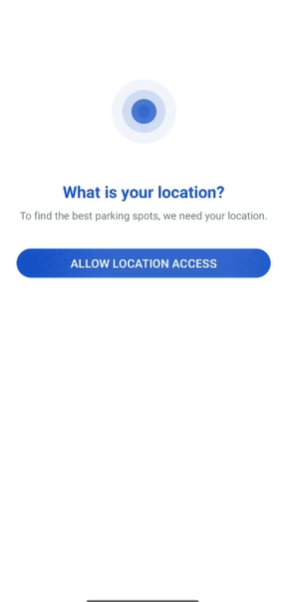 What is your location?
To find the best parking spots, we need your location.
ALLOW LOCATION ACCESS